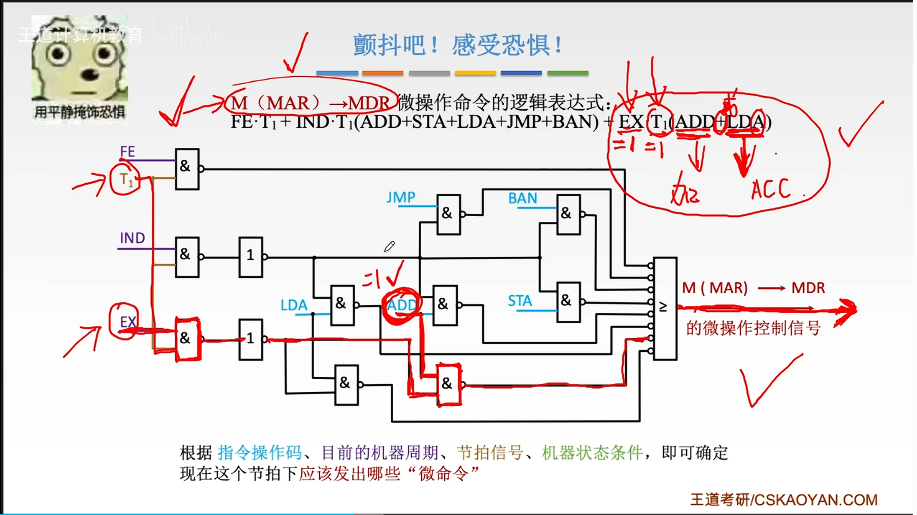 王道计算机教育
颤抖吧！感受恐惧！
用平静掩饰恐惧
M（MAR）→MDR 微操作命令的逻辑表达式：
FE·T1 + IND·T1(ADD+STA+LDA+JMP+BAN) + EX·T1(ADD+LDA)
=1 =1
加 ACC
FE
&
T1
JMP
&
BAN
&
IND
&
1
=1
LDA
&
ADD
&
STA
&
≥
M ( MAR) → MDR
的微操作控制信号
EX
&
1
&
&
根据 指令操作码、目前的机器周期、节拍信号、机器状态条件，即可确定
现在这个节拍下应该发出哪些“微命令”
王道考研/CSKAOYAN.COM